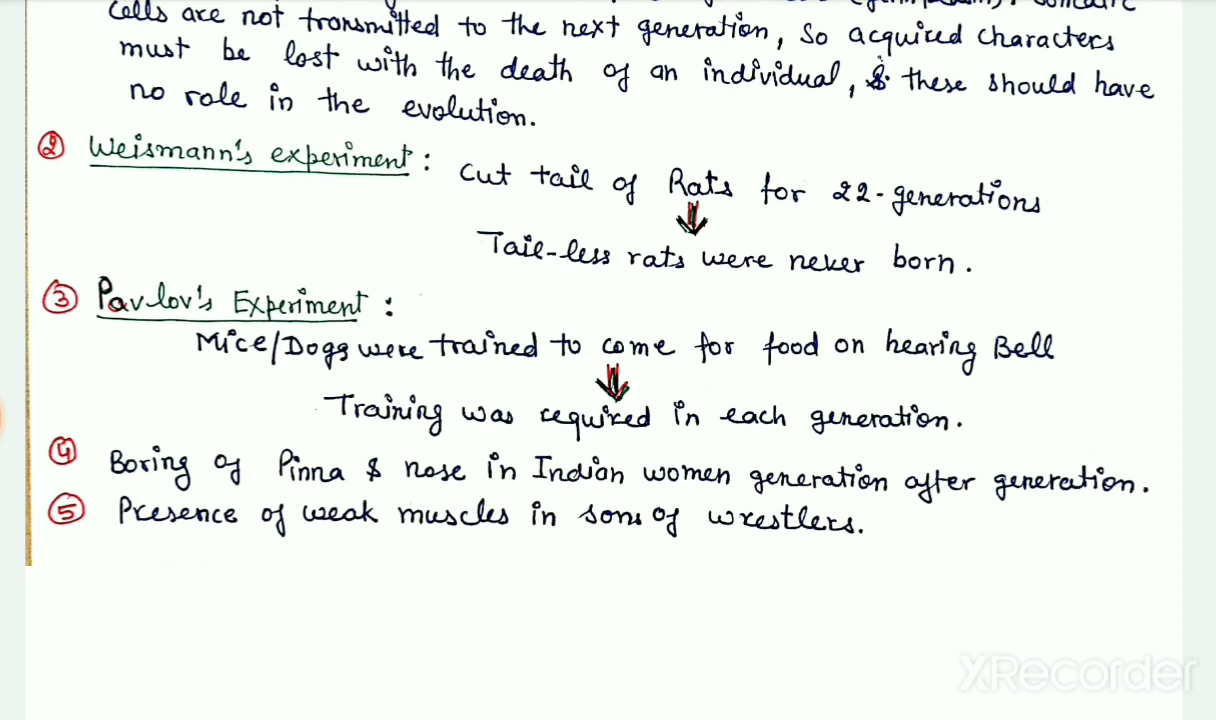 cells are not transmitted to the next generation, so acquired characters
must be lost with the death of an individual, & these should have
no role in the evolution.
② Weismann's experiment : Cut tail of Rats for 22-generations
Tail-less rats were never born.
③ Pavlov's Experiment :
Mice/Dogs were trained to come for food on hearing Bell
Training was required in each generation.
④ Boring of Pinna & nose in Indian women generation after generation.
⑤ Presence of weak muscles in sons of wrestlers.
XRecorder